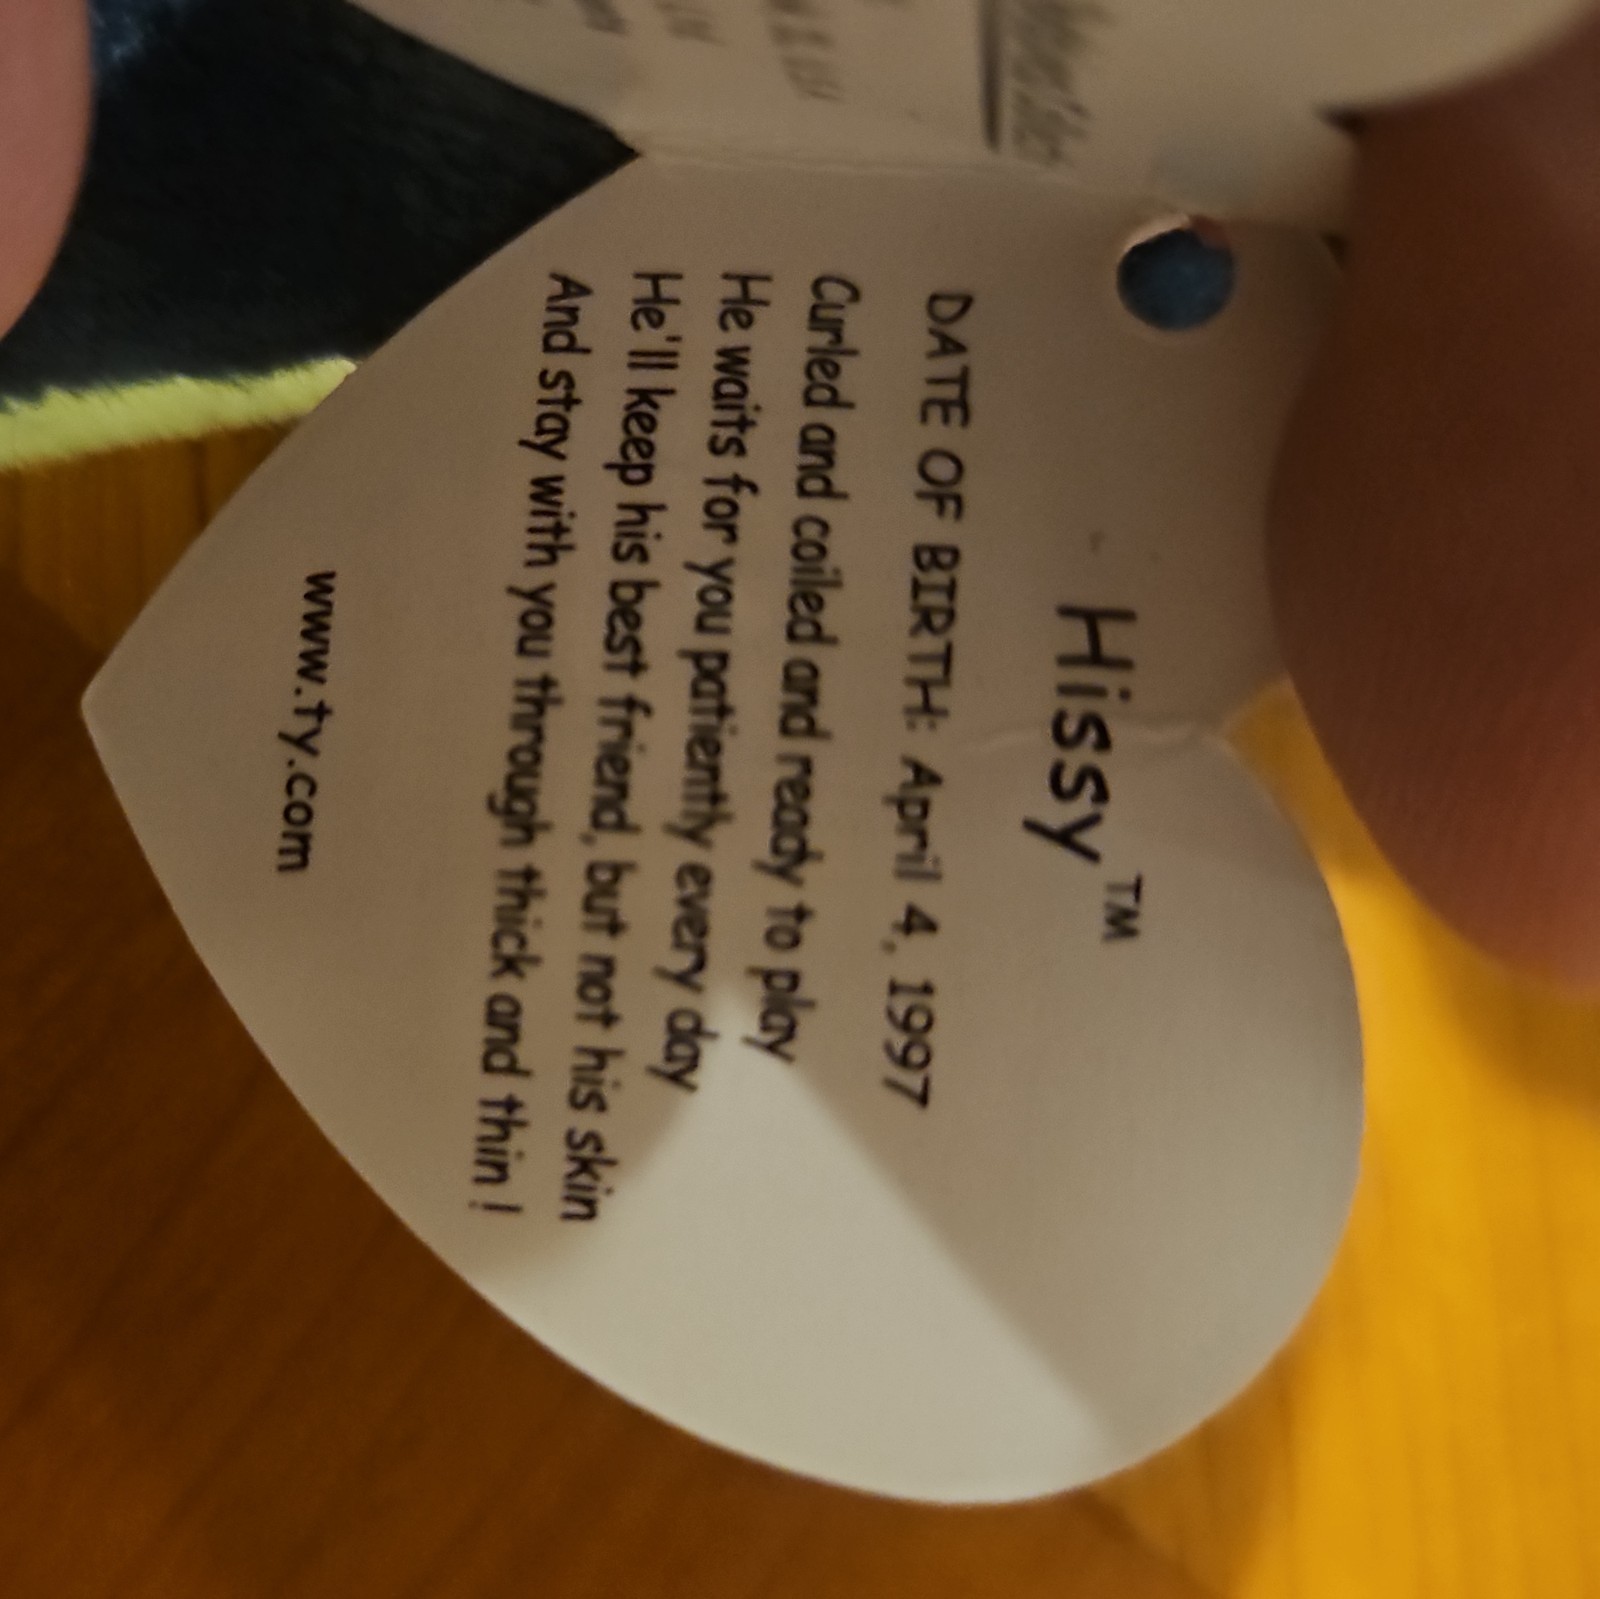 Hissy™
DATE OF BIRTH: April 4, 1997
Curled and coiled and ready to play
He waits for you patiently every day
He'll keep his best friend, but not his skin
And stay with you through thick and thin!
www.ty.com